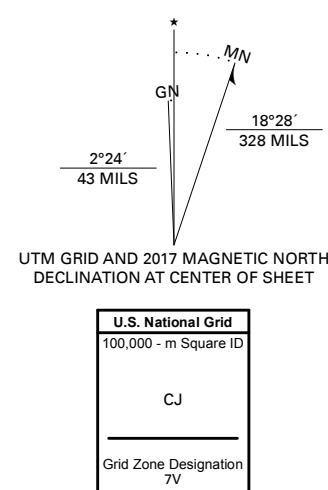 ★
MN
GN
18°28´
328 MILS
2°24´
43 MILS
UTM GRID AND 2017 MAGNETIC NORTH
DECLINATION AT CENTER OF SHEET
U.S. National Grid
100,000 - m Square ID
CJ
Grid Zone Designation
7V